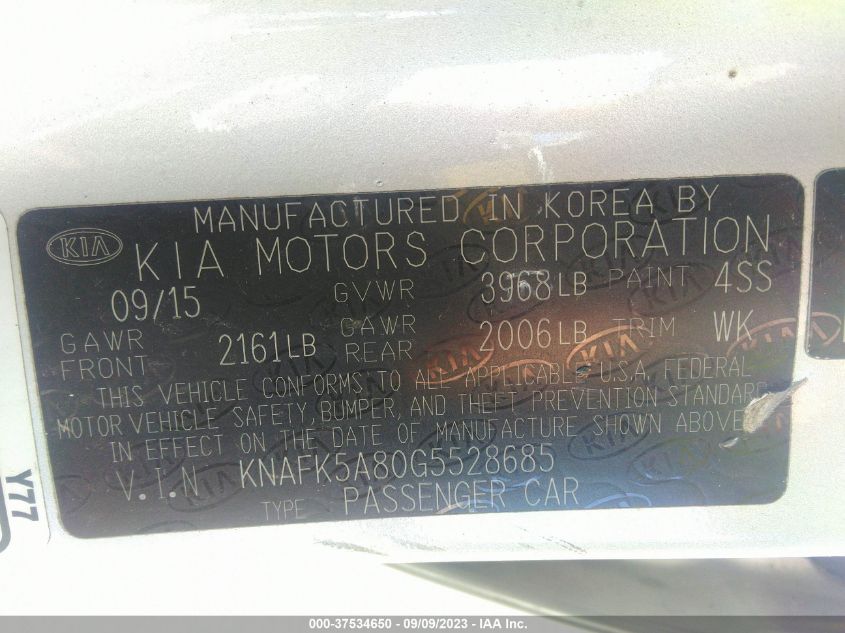 MANUFACTURED IN KOREA BY
KIA KIA MOTORS CORPORATION
09/15 GVWR 3968LB PAINT 4SS
GAWR FRONT 2161LB GAWR REAR 2006LB TRIM WK
THIS VEHICLE CONFORMS TO ALL APPLICABLE U.S.A. FEDERAL
MOTOR VEHICLE SAFETY, BUMPER, AND THEFT PREVENTION STANDARD
IN EFFECT ON THE DATE OF MANUFACTURE SHOWN ABOVE
V.I.N KNAFK5A80G5528685
TYPE PASSENGER CAR
Y77
000-37534650 - 09/09/2023 - IAA Inc.